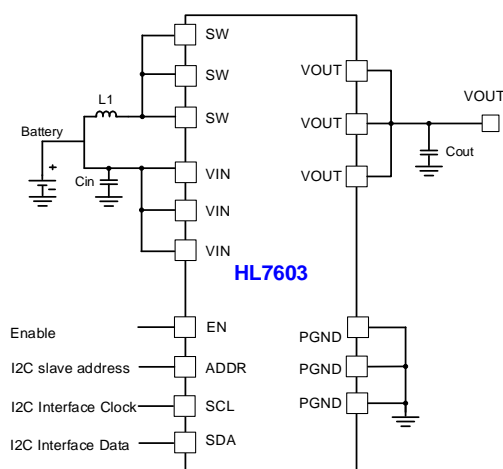 SW
SW
VOUT
L1
SW
VOUT
VOUT
Battery
Cout
+
VIN
VOUT
Cin
-
VIN
VIN
HL7603
Enable
EN
PGND
I2C slave address
ADDR
PGND
I2C Interface Clock
SCL
PGND
I2C Interface Data
SDA